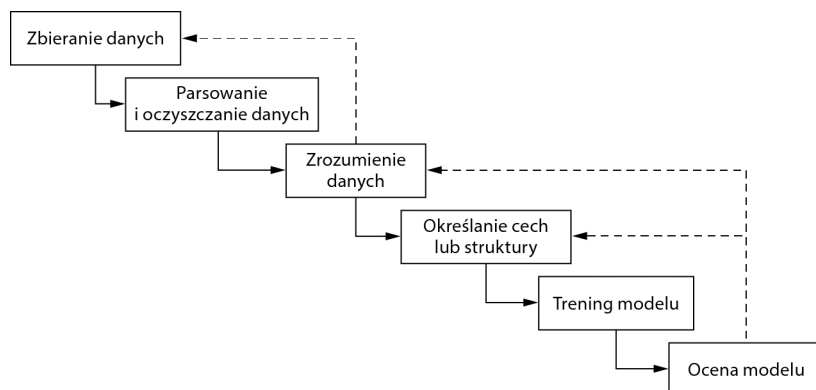 Zbieranie danych
Parsowanie
i oczyszczanie danych
Zrozumienie
danych
Określanie cech
lub struktury
Trening modelu
Ocena modelu